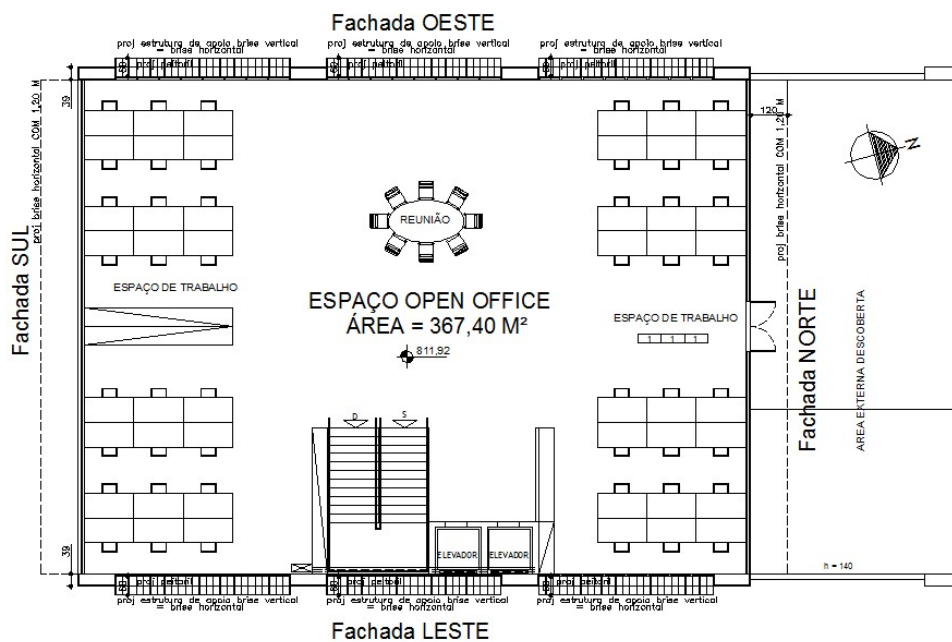 Fachada OESTE
proj estrutura de apoio brise vertical
= brise horizontal
proj estrutura de apoio brise vertical
= brise horizontal
proj estrutura de apoio brise vertical
= brise horizontal
proj peitoril
proj peitoril
proj peitoril
39
120
N
proj brise horizontal COM 1,20 M
proj brise horizontal COM 1,20 M
REUNIÃO
Fachada SUL
ESPAÇO DE TRABALHO
ESPAÇO OPEN OFFICE
ÁREA = 367,40 M²
811,92
ESPAÇO DE TRABALHO
1 1 1
Fachada NORTE
AREA EXTERNA DESCOBERTA
D
S
ELEVADOR
ELEVADOR
39
h = 140
proj peitoril
proj peitoril
proj peitoril
proj estrutura de apoio brise vertical
= brise horizontal
proj estrutura de apoio brise vertical
= brise horizontal
proj estrutura de apoio brise vertical
= brise horizontal
Fachada LESTE